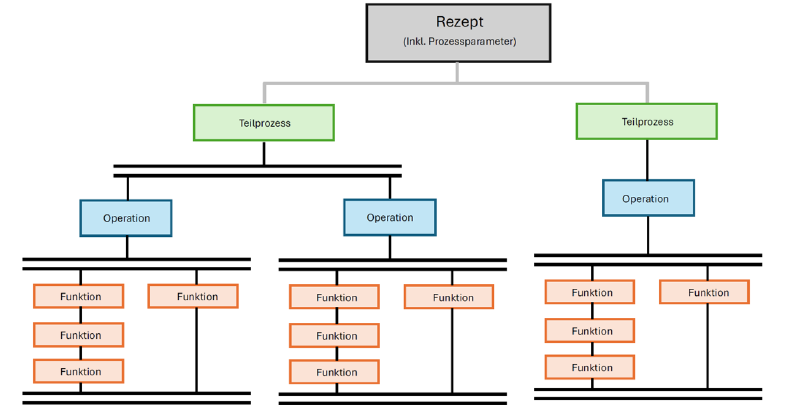 Rezept
(Inkl. Prozessparameter)
Teilprozess
Teilprozess
Operation
Operation
Operation
Funktion
Funktion
Funktion
Funktion
Funktion
Funktion
Funktion
Funktion
Funktion
Funktion
Funktion
Funktion